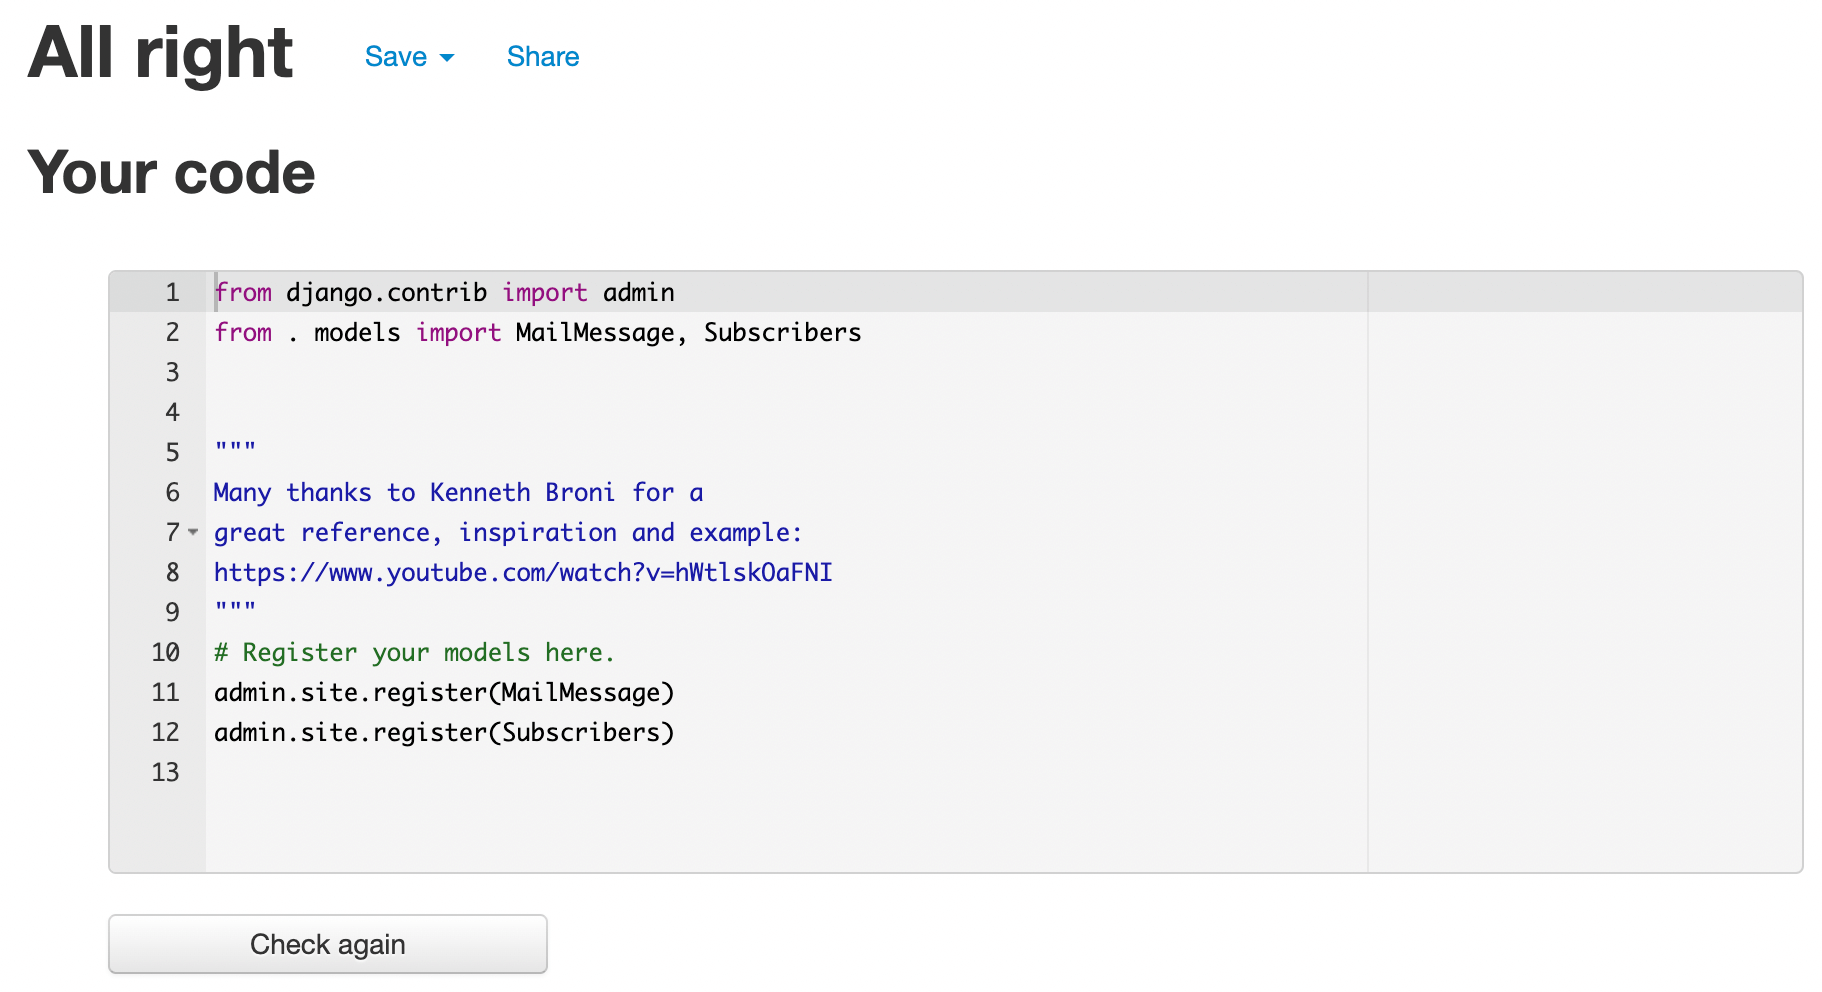 All right Save Share
Your code
1 from django.contrib import admin
2 from . models import MailMessage, Subscribers
3
4
5 """
6 Many thanks to Kenneth Broni for a
7 great reference, inspiration and example:
8 https://www.youtube.com/watch?v=hWtlskOaFNI
9 """
10 # Register your models here.
11 admin.site.register(MailMessage)
12 admin.site.register(Subscribers)
13
Check again